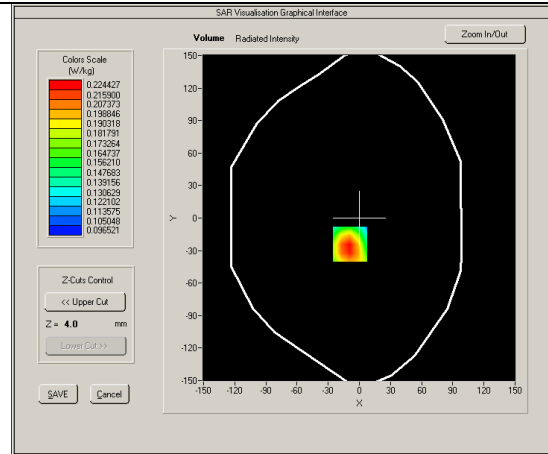 SAR Visualisation Graphical Interface
Volume Radiated Intensity
Zoom In/Out
Colors Scale
(W/kg)
0.224427
0.215900
0.207373
0.198846
0.190318
0.181791
0.173264
0.164737
0.156210
0.147683
0.139156
0.130629
0.122102
0.113575
0.105048
0.096521
Z-Cuts Control
<< Upper Cut
Z = 4.0 mm
Lower Cut >>
SAVE Cancel
150
120
90
60
30
0
-30
-60
-90
-120
-150
Y
-150 -120 -90 -60 -30 0 30 60 90 120 150
X